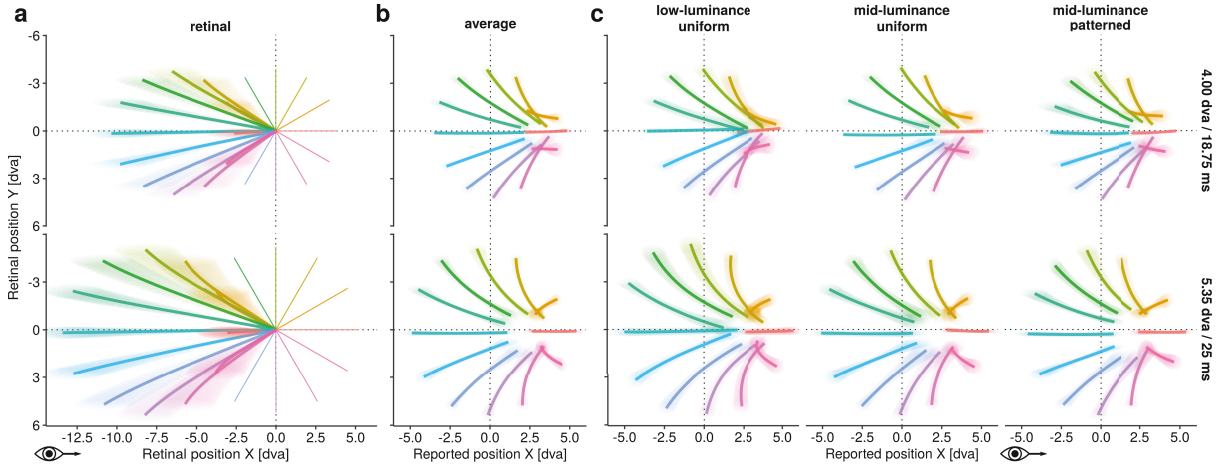 a
b
c
retinal
average
low-luminance
uniform
mid-luminance
uniform
mid-luminance
patterned
-6
-3
0
3
6
-3
0
3
6
Retinal position Y [dva]
4.00 dva / 18.75 ms
5.35 dva / 25 ms
-12.5 -10.0 -7.5 -5.0 -2.5 0.0 2.5 5.0
-5.0 -2.5 0.0 2.5 5.0
-5.0 -2.5 0.0 2.5 5.0
-5.0 -2.5 0.0 2.5 5.0
-5.0 -2.5 0.0 2.5 5.0
Retinal position X [dva]
Reported position X [dva]
Reported position X [dva]